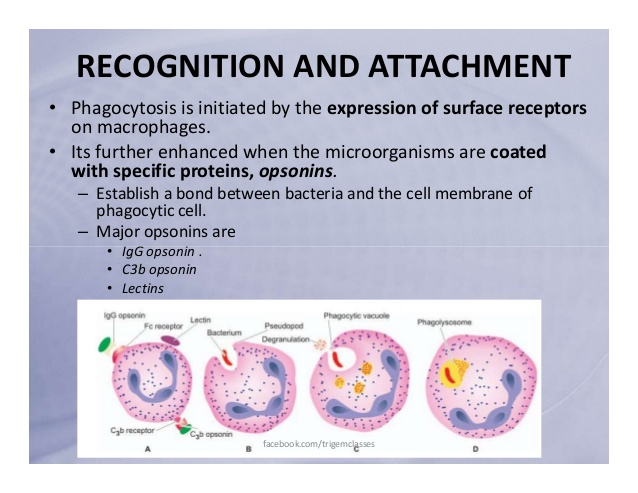 RECOGNITION AND ATTACHMENT
• Phagocytosis is initiated by the expression of surface receptors
on macrophages.
• Its further enhanced when the microorganisms are coated
with specific proteins, opsonins.
– Establish a bond between bacteria and the cell membrane of
phagocytic cell.
– Major opsonins are
• IgG opsonin .
• C3b opsonin
• Lectins
IgG opsonin
Fc receptor
Lectin
Bacterium
Pseudopod
Degranulation
Phagocytic vacuole
Phagolysosome
C3b receptor
C3b opsonin
facebook.com/trigemclasses
A
B
C
D